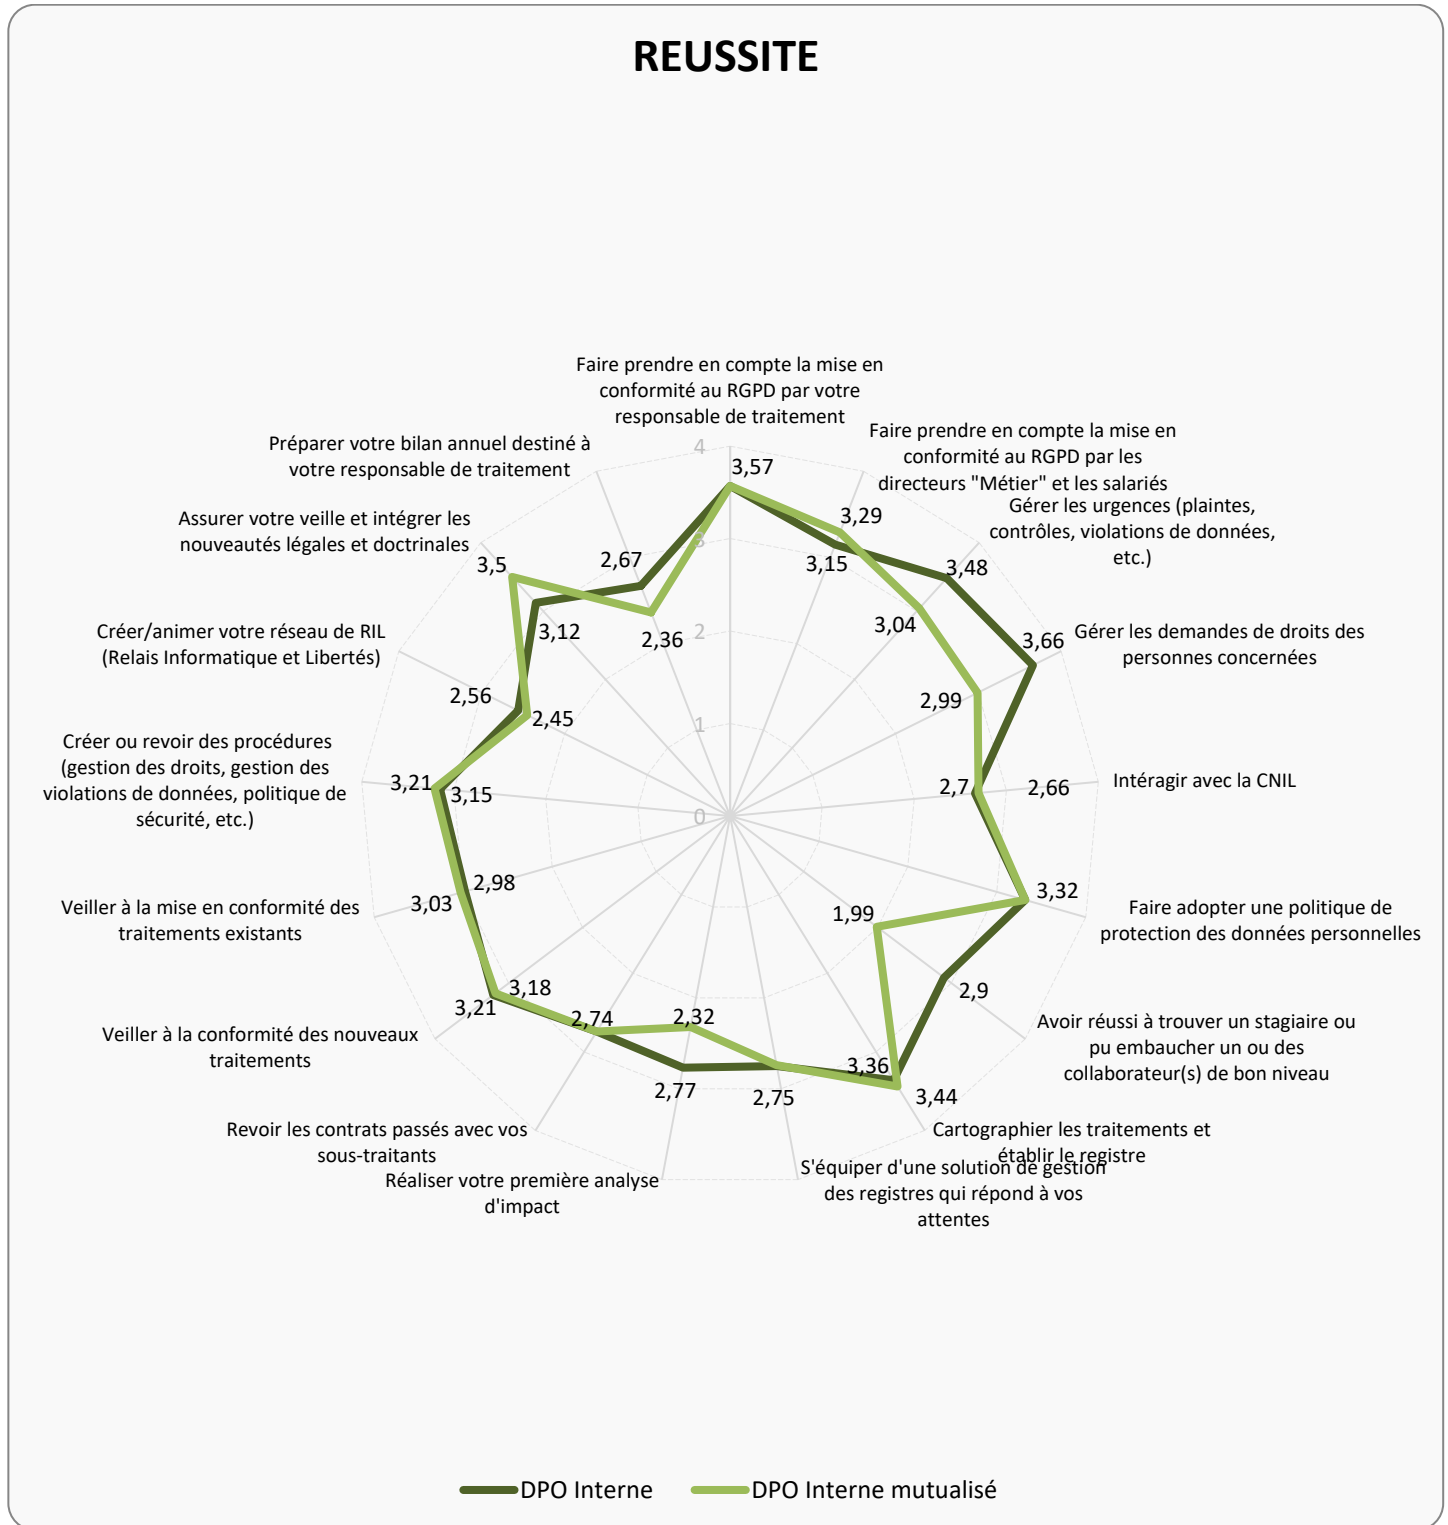 REUSSITE
Faire prendre en compte la mise en
conformité au RGPD par votre
responsable de traitement
Faire prendre en compte la mise en
conformité au RGPD par les
directeurs "Métier" et les salariés
Gérer les urgences (plaintes,
contrôles, violations de données,
etc.)
Gérer les demandes de droits des
personnes concernées
Intéragir avec la CNIL
Faire adopter une politique de
protection des données personnelles
Avoir réussi à trouver un stagiaire ou
pu embaucher un ou des
collaborateur(s) de bon niveau
Cartographier les traitements et
établir le registre
S'équiper d'une solution de gestion
des registres qui répond à vos
attentes
Réaliser votre première analyse
d'impact
Revoir les contrats passés avec vos
sous-traitants
Veiller à la conformité des nouveaux
traitements
Veiller à la mise en conformité des
traitements existants
Créer ou revoir des procédures
(gestion des droits, gestion des
violations de données, politique de
sécurité, etc.)
Créer/animer votre réseau de RIL
(Relais Informatique et Libertés)
Assurer votre veille et intégrer les
nouveautés légales et doctrinales
Préparer votre bilan annuel destiné à
votre responsable de traitement
4
3
2
1
0
3,57
3,29
3,15
3,48
3,04
3,66
2,99
2,7
2,66
3,32
1,99
2,9
3,36
3,44
2,75
2,32
2,77
2,74
3,18
3,21
2,98
3,03
3,21
3,15
2,56
2,45
3,5
3,12
2,67
2,36
DPO Interne
DPO Interne mutualisé